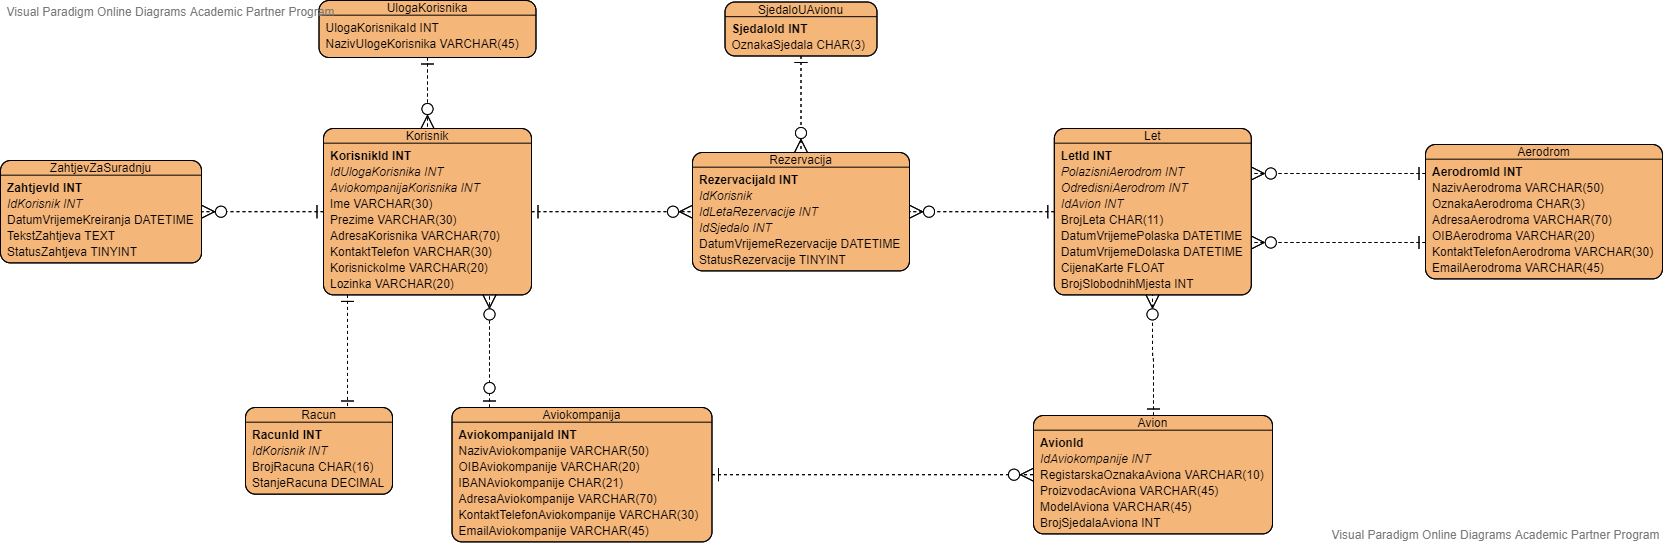 Visual Paradigm Online Diagrams Academic Partner Program
UlogaKorisnika
UlogaKorisnikaId INT
NazivUlogeKorisnika VARCHAR(45)
SjedaloUAvionu
SjedaloId INT
OznakaSjedala CHAR(3)
ZahtjevZaSuradnju
ZahtjevId INT
IdKorisnik INT
DatumVrijemeKreiranja DATETIME
TekstZahtjeva TEXT
StatusZahtjeva TINYINT
Korisnik
KorisnikId INT
IdUlogaKorisnika INT
AviokompanijaKorisnika INT
Ime VARCHAR(30)
Prezime VARCHAR(30)
AdresaKorisnika VARCHAR(70)
KontaktTelefon VARCHAR(30)
KorisnickoIme VARCHAR(20)
Lozinka VARCHAR(20)
Rezervacija
RezervacijaId INT
IdKorisnik
IdLetaRezervacije INT
IdSjedalo INT
DatumVrijemeRezervacije DATETIME
StatusRezervacije TINYINT
Let
LetId INT
PolazisniAerodrom INT
OdredisniAerodrom INT
IdAvion INT
BrojLeta CHAR(11)
DatumVrijemePolaska DATETIME
DatumVrijemeDolaska DATETIME
CijenaKarte FLOAT
BrojSlobodnihMjesta INT
Aerodrom
AerodromId INT
NazivAerodroma VARCHAR(50)
OznakaAerodroma CHAR(3)
AdresaAerodroma VARCHAR(70)
OIBAerodroma VARCHAR(20)
KontaktTelefonAerodroma VARCHAR(30)
EmailAerodroma VARCHAR(45)
Racun
RacunId INT
IdKorisnik INT
BrojRacuna CHAR(16)
StanjeRacuna DECIMAL
Aviokompanija
AviokompanijaId INT
NazivAviokompanije VARCHAR(50)
OIBAviokompanije VARCHAR(20)
IBANAviokompanije CHAR(21)
AdresaAviokompanije VARCHAR(70)
KontaktTelefonAviokompanije VARCHAR(30)
EmailAviokompanije VARCHAR(45)
Avion
AvionId
IdAviokompanije INT
RegistarskaOznakaAviona VARCHAR(10)
ProizvodacAviona VARCHAR(45)
ModelAviona VARCHAR(45)
BrojSjedalaAviona INT
Visual Paradigm Online Diagrams Academic Partner Program